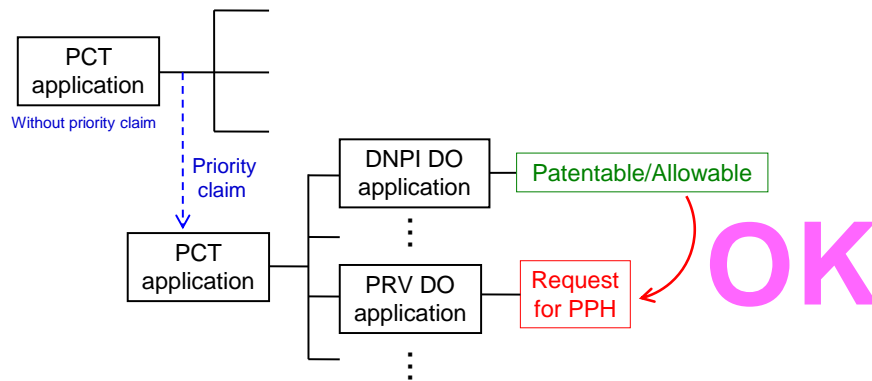 PCT
application
Without priority claim
Priority
claim
DNPI DO
application
Patentable/Allowable
PCT
application
PRV DO
application
Request
for PPH
OK